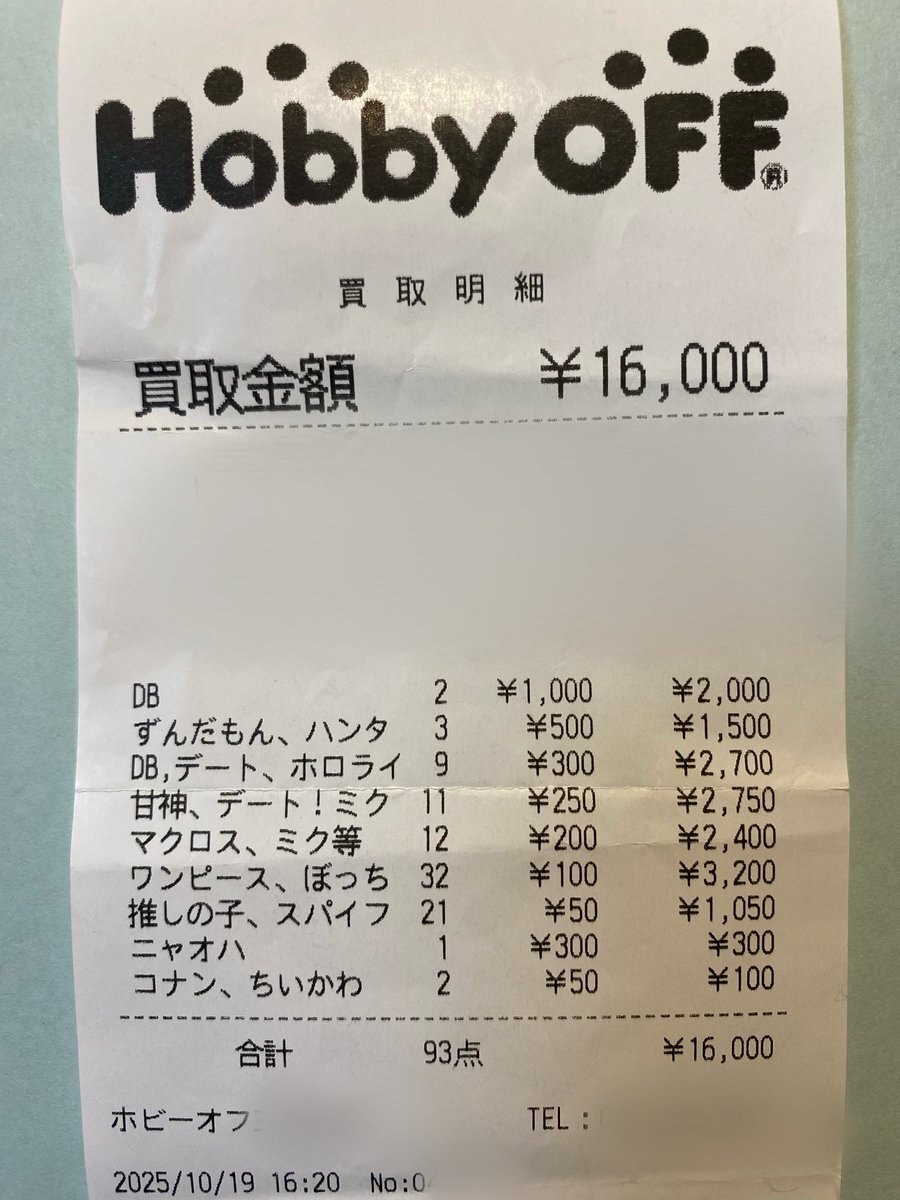 Hobby OFF®
買取明細
買取金額 ¥16,000
DB 2 ¥1,000 ¥2,000
ずんだもん、ハンタ 3 ¥500 ¥1,500
DB,デート、ホロライ 9 ¥300 ¥2,700
甘神、デート!ミク 11 ¥250 ¥2,750
マクロス、ミク等 12 ¥200 ¥2,400
ワンピース、ぼっち 32 ¥100 ¥3,200
推しの子、スパイフ 21 ¥50 ¥1,050
ニャオハ 1 ¥300 ¥300
コナン、ちいかわ 2 ¥50 ¥100
合計 93点 ¥16,000
ホビーオフ TEL:
2025/10/19 16:20 No:0